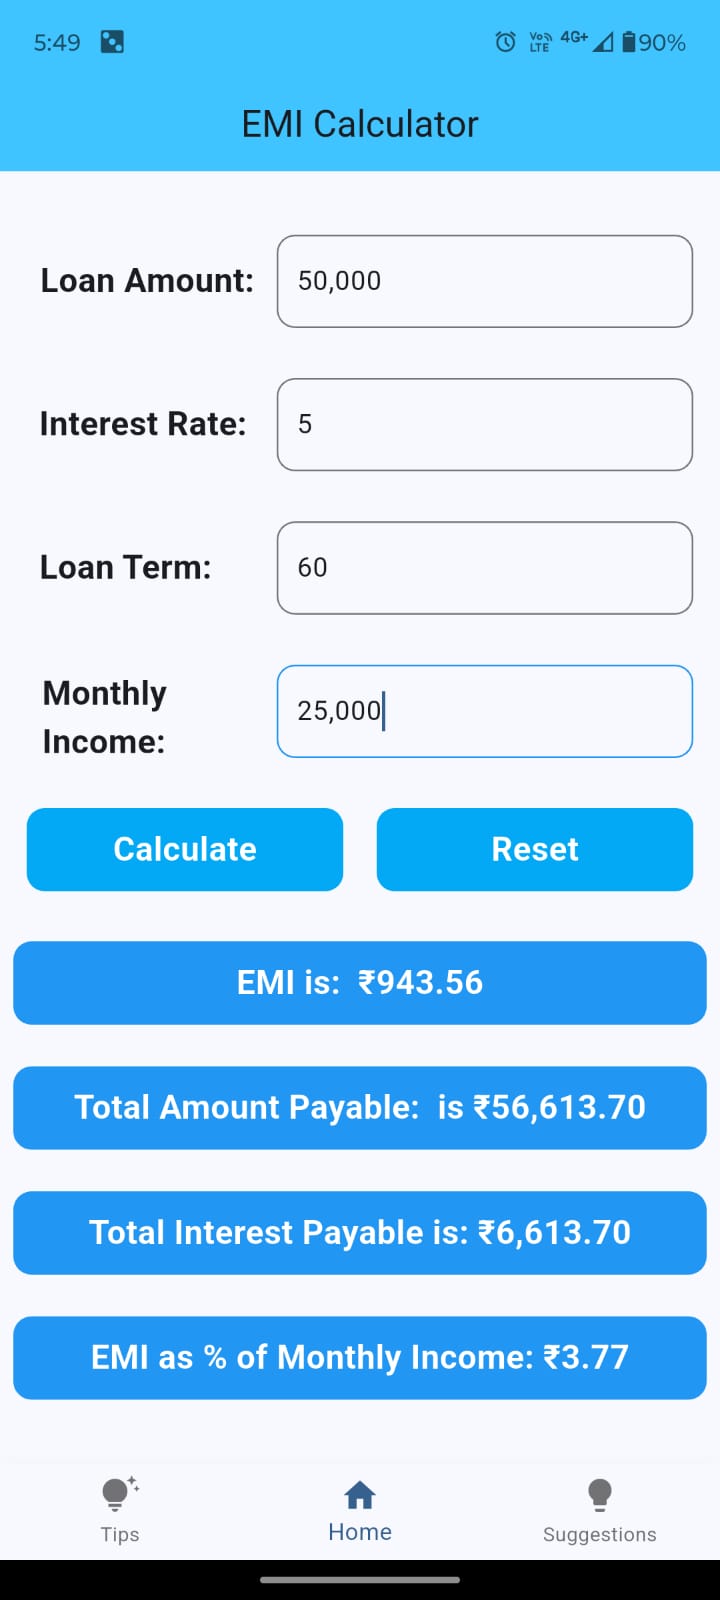 5:49
VoLTE 4G+ 90%
EMI Calculator
Loan Amount: 50,000
Interest Rate: 5
Loan Term: 60
Monthly
Income:
25,000
Calculate Reset
EMI is: ₹943.56
Total Amount Payable: is ₹56,613.70
Total Interest Payable is: ₹6,613.70
EMI as % of Monthly Income: ₹3.77
Tips Home Suggestions